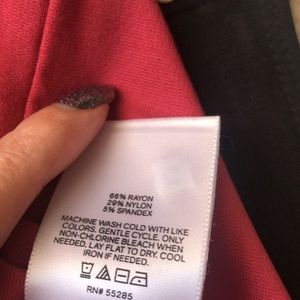 66% RAYON
29% NYLON
5% SPANDEX
MACHINE WASH COLD WITH LIKE
COLORS. GENTLE CYCLE. ONLY
NON-CHLORINE BLEACH WHEN
NEEDED. LAY FLAT TO DRY. COOL
IRON IF NEEDED.
RN# 55285